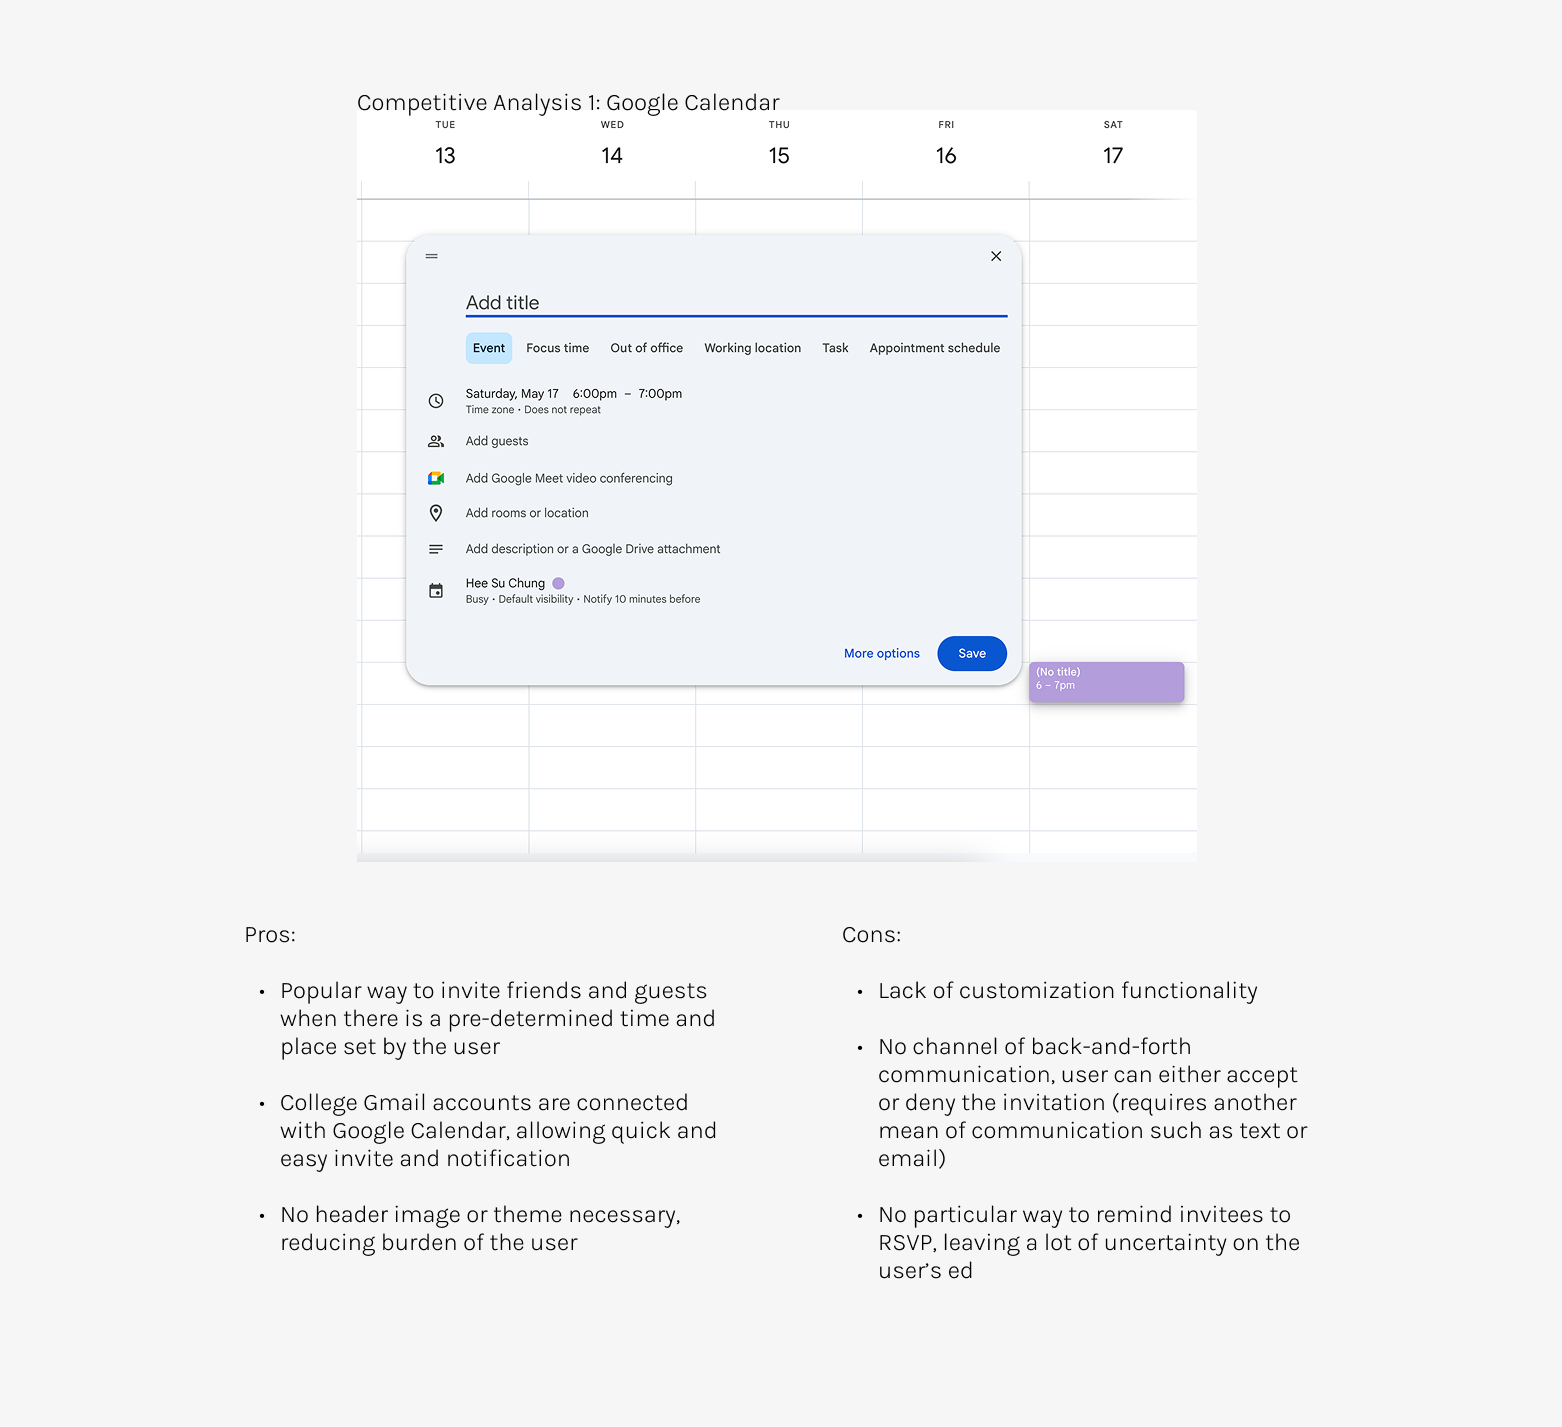 Competitive Analysis 1: Google Calendar
TUE WED THU FRI SAT
13 14 15 16 17
Add title
Event Focus time Out of office Working location Task Appointment schedule
Saturday, May 17 6:00pm – 7:00pm
Time zone • Does not repeat
Add guests
Add Google Meet video conferencing
Add rooms or location
Add description or a Google Drive attachment
Hee Su Chung
Busy • Default visibility • Notify 10 minutes before
More options Save
(No title)
6 – 7pm
Pros:
• Popular way to invite friends and guests
when there is a pre-determined time and
place set by the user
• College Gmail accounts are connected
with Google Calendar, allowing quick and
easy invite and notification
• No header image or theme necessary,
reducing burden of the user
Cons:
• Lack of customization functionality
• No channel of back-and-forth
communication, user can either accept
or deny the invitation (requires another
mean of communication such as text or
email)
• No particular way to remind invitees to
RSVP, leaving a lot of uncertainty on the
user’s ed